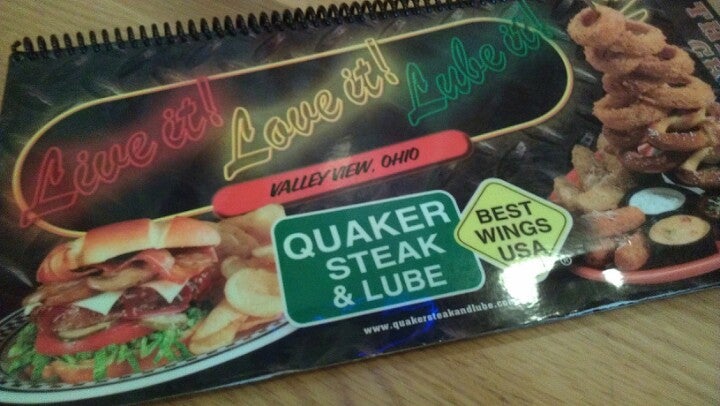 Live it! Love it! Lube it!
VALLEY VIEW, OHIO
QUAKER
STEAK
& LUBE
BEST
WINGS
USA
®
www.quakersteakandlube.com